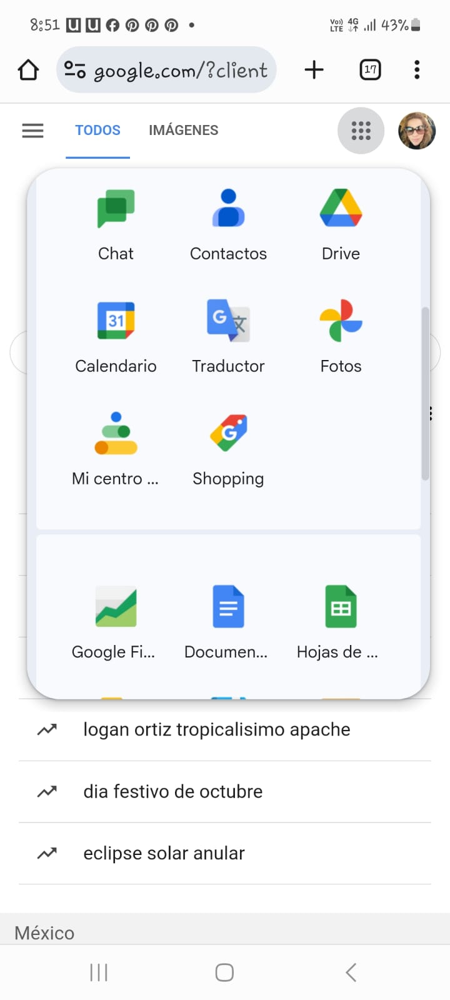 8:51
Vo)) LTE 4G 43%
google.com/?client
17
TODOS IMÁGENES
Chat Contactos Drive
31
G 文
Calendario Traductor Fotos
G
Mi centro ... Shopping
Google Fi... Documen... Hojas de ...
logan ortiz tropicalisimo apache
dia festivo de octubre
eclipse solar anular
México